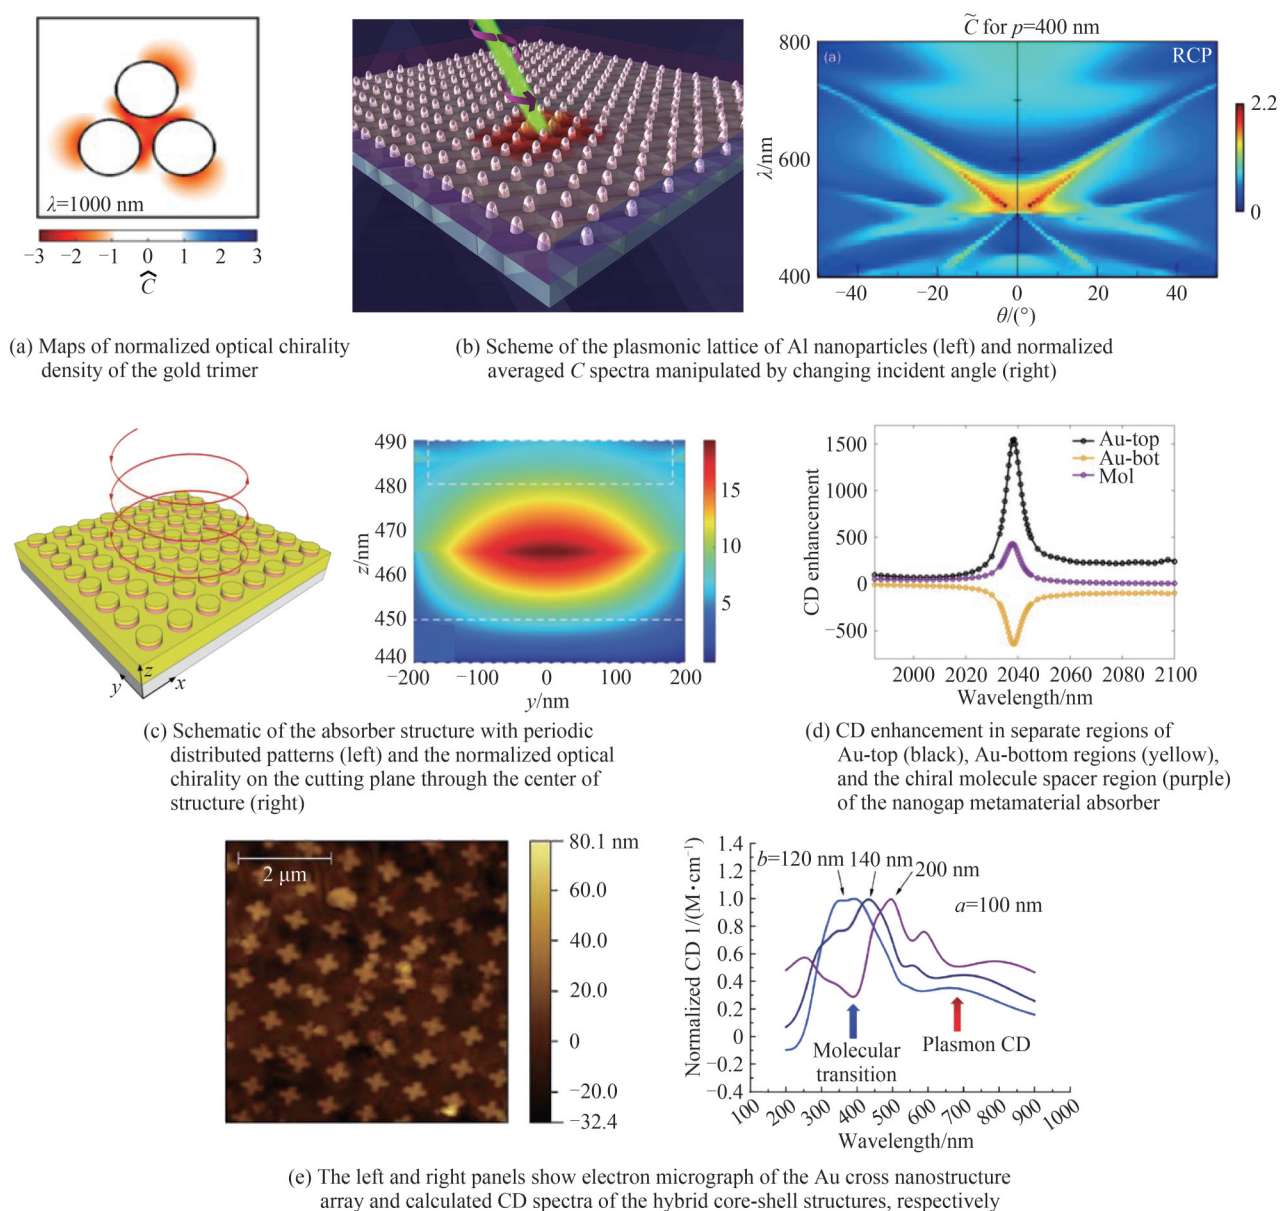 λ=1000 nm
−3 −2 −1 0 1 2 3
Ĉ
(a) Maps of normalized optical chirality
density of the gold trimer
C̃ for p=400 nm
(a)
RCP
800
600
400
λ/nm
−40 −20 0 20 40
θ/(°)
2.2
0
(b) Scheme of the plasmonic lattice of Al nanoparticles (left) and normalized
averaged C spectra manipulated by changing incident angle (right)
z
y
x
490
480
470
460
450
440
z/nm
−200 −100 0 100 200
y/nm
15
10
5
(c) Schematic of the absorber structure with periodic
distributed patterns (left) and the normalized optical
chirality on the cutting plane through the center of
structure (right)
1500
1000
500
0
−500
CD enhancement
Au-top
Au-bot
Mol
2000 2020 2040 2060 2080 2100
Wavelength/nm
(d) CD enhancement in separate regions of
Au-top (black), Au-bottom regions (yellow),
and the chiral molecule spacer region (purple)
of the nanogap metamaterial absorber
2 μm
80.1 nm
60.0
40.0
20.0
0
−20.0
−32.4
1.4
1.2
1.0
0.8
0.6
0.4
0.2
0
−0.2
−0.4
Normalized CD 1/(M·cm⁻¹)
b=120 nm 140 nm
200 nm
a=100 nm
Molecular
transition
Plasmon CD
100 200 300 400 500 600 700 800 900 1000
Wavelength/nm
(e) The left and right panels show electron micrograph of the Au cross nanostructure
array and calculated CD spectra of the hybrid core-shell structures, respectively